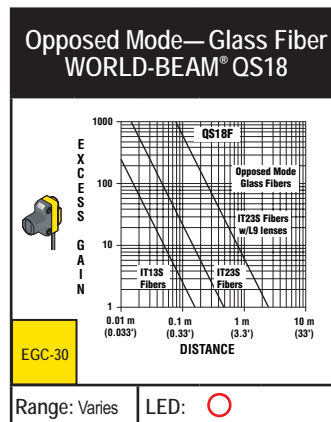 Opposed Mode—Glass Fiber
WORLD-BEAM® QS18
EXCESS GAIN
1000
100
10
1
QS18F
Opposed Mode
Glass Fibers
IT23S Fibers
w/L9 lenses
IT13S
Fibers
IT23S
Fibers
0.01 m
(0.033')
0.1 m
(0.33')
1 m
(3.3')
10 m
(33')
DISTANCE
EGC-30
Range: Varies
LED: